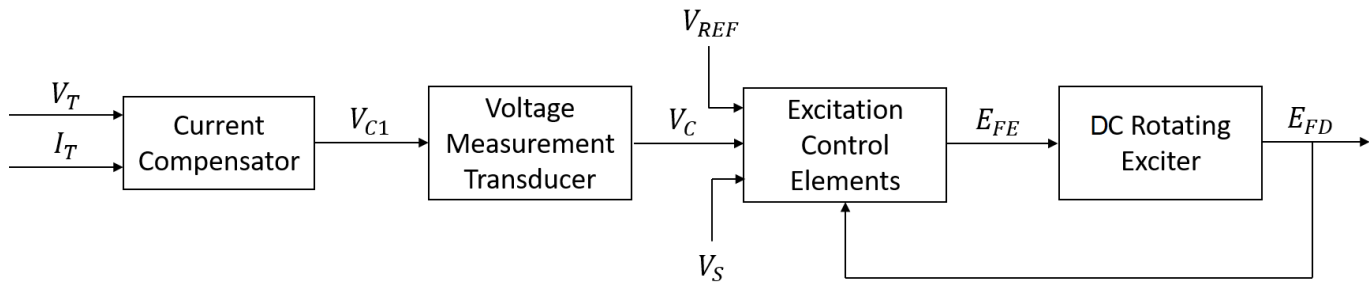 V_REF
V_T
I_T
Current
Compensator
V_C1
Voltage
Measurement
Transducer
V_C
Excitation
Control
Elements
E_FE
DC Rotating
Exciter
E_FD
V_S